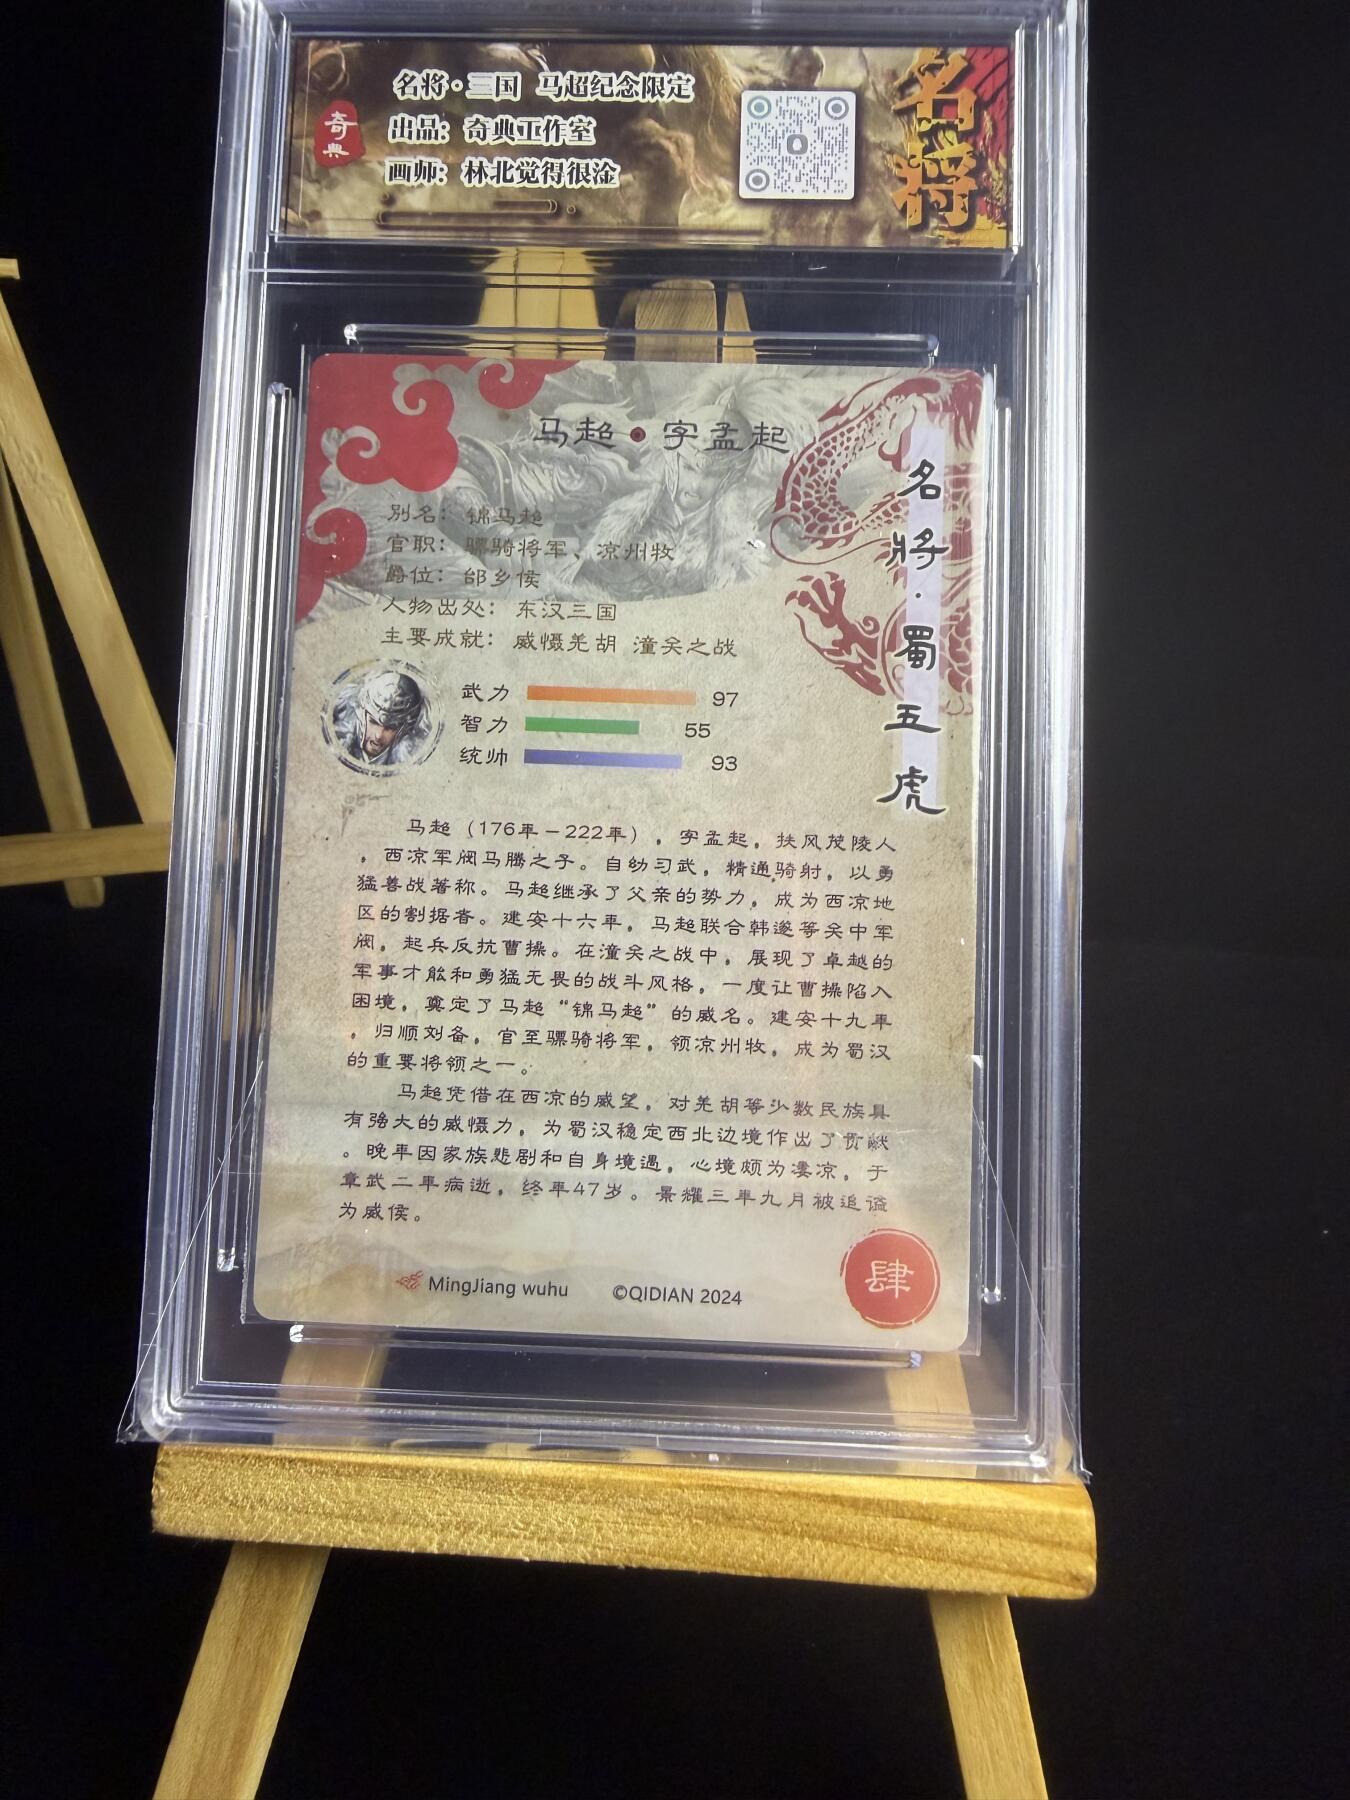 奇典
名将·三国 马超纪念限定
出品：奇典工作室
画师：林北觉得很淦
名将
马超·字孟起
别名：锦马超
官职：骠骑将军、凉州牧
爵位：邰乡侯
人物出处：东汉三国
主要成就：威慑羌胡 潼关之战
武力 97
智力 55
统帅 93
名将·蜀五虎
马超（176年－222年），字孟起，扶风茂陵人
，西凉军阀马腾之子。自幼习武，精通骑射，以勇
猛善战著称。马超继承了父亲的势力，成为西凉地
区的割据者。建安十六年，马超联合韩遂等关中军
阀，起兵反抗曹操。在潼关之战中，展现了卓越的
军事才能和勇猛无畏的战斗风格，一度让曹操陷入
困境，奠定了马超“锦马超”的威名。建安十九年
，归顺刘备，官至骠骑将军，领凉州牧，成为蜀汉
的重要将领之一。
马超凭借在西凉的威望，对羌胡等少数民族具
有强大的威慑力，为蜀汉稳定西北边境作出了贡献
。晚年因家族悲剧和自身境遇，心境颇为凄凉，于
章武二年病逝，终年47岁。景耀三年九月被追谥
为威侯。
MingJiang wuhu ©QIDIAN 2024
肆